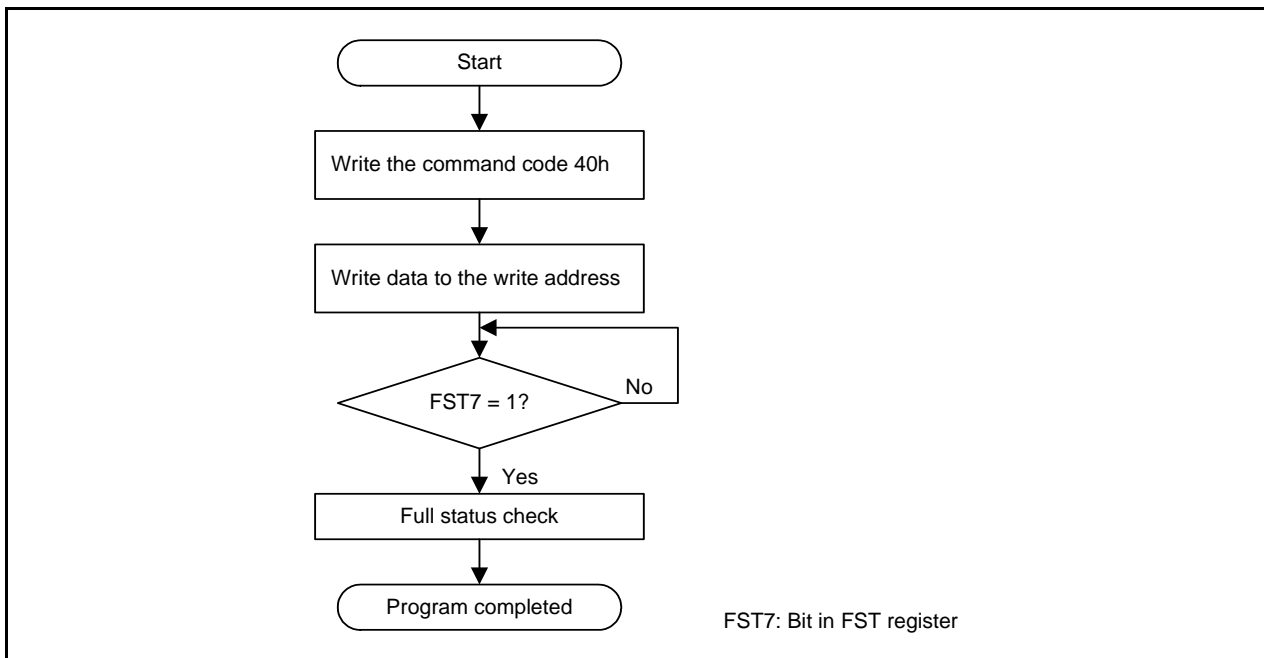 Start
Write the command code 40h
Write data to the write address
FST7 = 1?
No
Yes
Full status check
Program completed
FST7: Bit in FST register